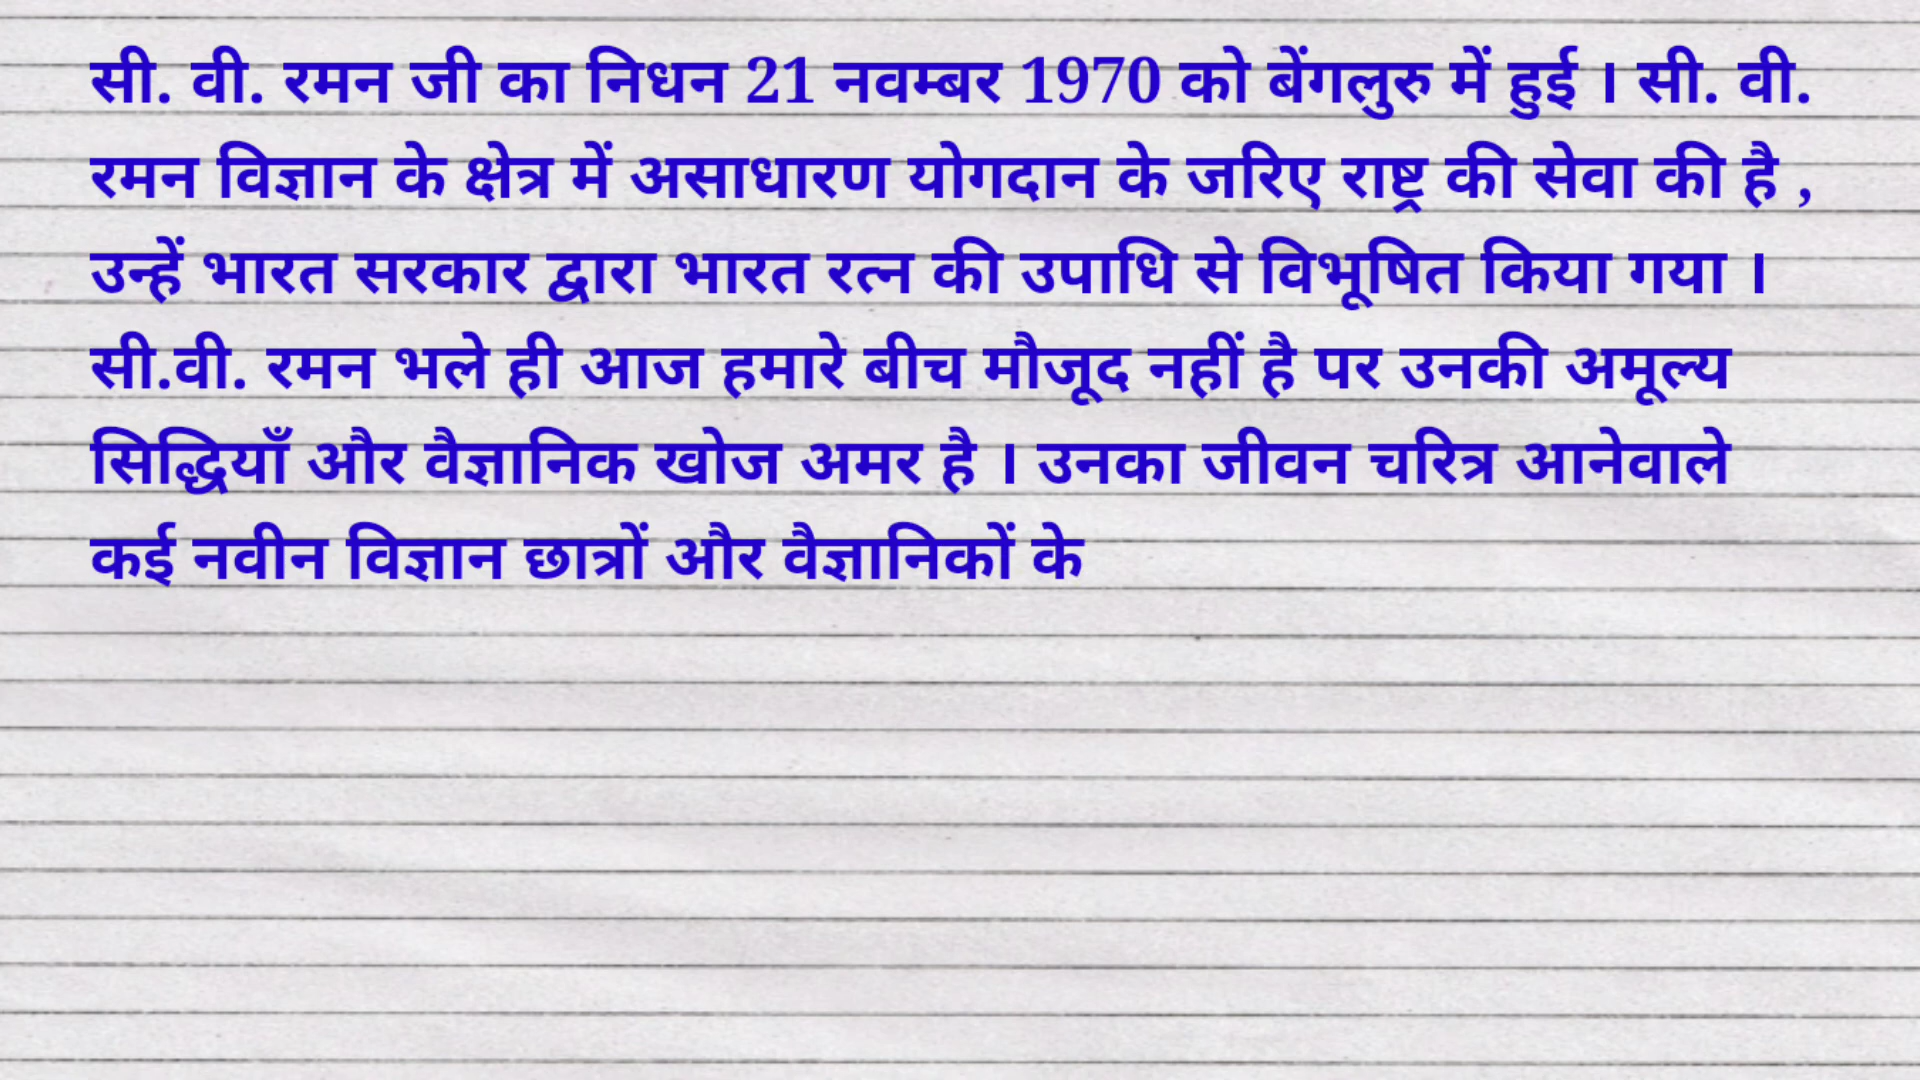 सी. वी. रमन जी का निधन 21 नवम्बर 1970 को बेंगलुरु में हुई । सी. वी.
रमन विज्ञान के क्षेत्र में असाधारण योगदान के जरिए राष्ट्र की सेवा की है ,
उन्हें भारत सरकार द्वारा भारत रत्न की उपाधि से विभूषित किया गया ।
सी.वी. रमन भले ही आज हमारे बीच मौजूद नहीं है पर उनकी अमूल्य
सिद्धियाँ और वैज्ञानिक खोज अमर है । उनका जीवन चरित्र आनेवाले
कई नवीन विज्ञान छात्रों और वैज्ञानिकों के